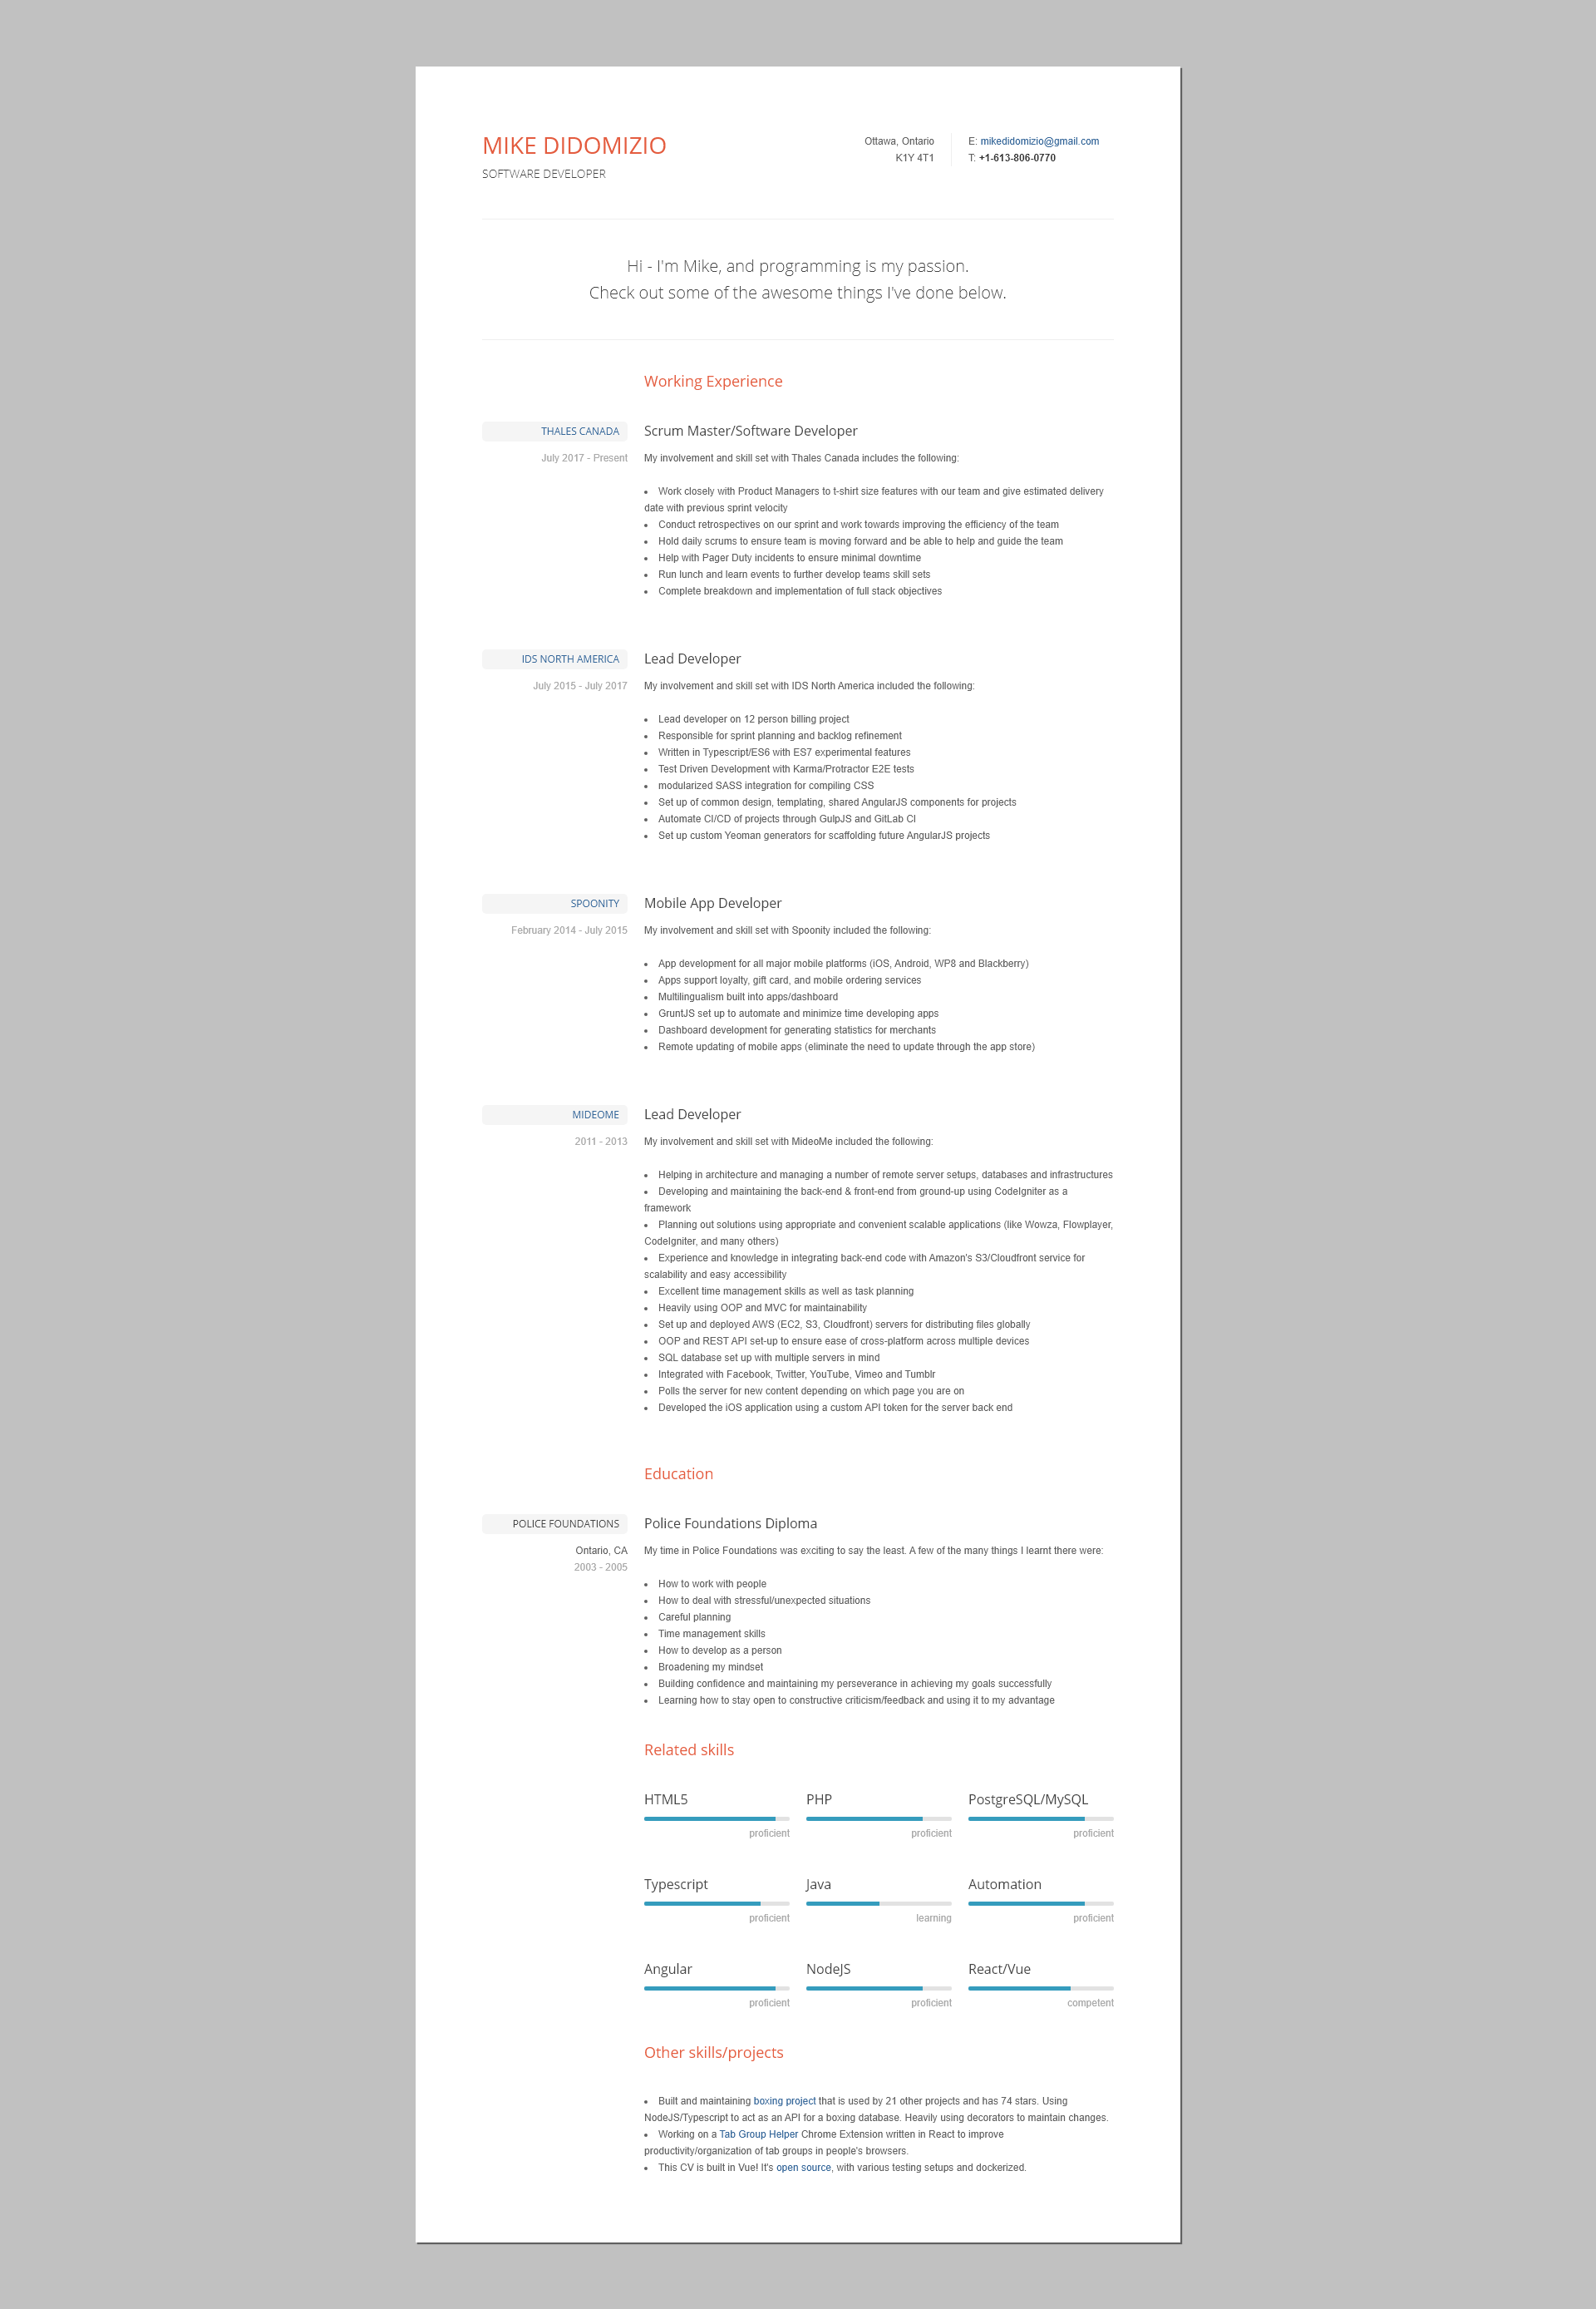 MIKE DIDOMIZIO
SOFTWARE DEVELOPER
Ottawa, Ontario
K1Y 4T1
E: mikedidomizio@gmail.com
T: +1-613-806-0770
Hi - I'm Mike, and programming is my passion.
Check out some of the awesome things I've done below.
Working Experience
THALES CANADA
July 2017 - Present
Scrum Master/Software Developer
My involvement and skill set with Thales Canada includes the following:
• Work closely with Product Managers to t-shirt size features with our team and give estimated delivery
date with previous sprint velocity
• Conduct retrospectives on our sprint and work towards improving the efficiency of the team
• Hold daily scrums to ensure team is moving forward and be able to help and guide the team
• Help with Pager Duty incidents to ensure minimal downtime
• Run lunch and learn events to further develop teams skill sets
• Complete breakdown and implementation of full stack objectives
IDS NORTH AMERICA
July 2015 - July 2017
Lead Developer
My involvement and skill set with IDS North America included the following:
• Lead developer on 12 person billing project
• Responsible for sprint planning and backlog refinement
• Written in Typescript/ES6 with ES7 experimental features
• Test Driven Development with Karma/Protractor E2E tests
• modularized SASS integration for compiling CSS
• Set up of common design, templating, shared AngularJS components for projects
• Automate CI/CD of projects through GulpJS and GitLab CI
• Set up custom Yeoman generators for scaffolding future AngularJS projects
SPOONITY
February 2014 - July 2015
Mobile App Developer
My involvement and skill set with Spoonity included the following:
• App development for all major mobile platforms (iOS, Android, WP8 and Blackberry)
• Apps support loyalty, gift card, and mobile ordering services
• Multilingualism built into apps/dashboard
• GruntJS set up to automate and minimize time developing apps
• Dashboard development for generating statistics for merchants
• Remote updating of mobile apps (eliminate the need to update through the app store)
MIDEOME
2011 - 2013
Lead Developer
My involvement and skill set with MideoMe included the following:
• Helping in architecture and managing a number of remote server setups, databases and infrastructures
• Developing and maintaining the back-end & front-end from ground-up using CodeIgniter as a
framework
• Planning out solutions using appropriate and convenient scalable applications (like Wowza, Flowplayer,
CodeIgniter, and many others)
• Experience and knowledge in integrating back-end code with Amazon's S3/Cloudfront service for
scalability and easy accessibility
• Excellent time management skills as well as task planning
• Heavily using OOP and MVC for maintainability
• Set up and deployed AWS (EC2, S3, Cloudfront) servers for distributing files globally
• OOP and REST API set-up to ensure ease of cross-platform across multiple devices
• SQL database set up with multiple servers in mind
• Integrated with Facebook, Twitter, YouTube, Vimeo and Tumblr
• Polls the server for new content depending on which page you are on
• Developed the iOS application using a custom API token for the server back end
Education
POLICE FOUNDATIONS
Ontario, CA
2003 - 2005
Police Foundations Diploma
My time in Police Foundations was exciting to say the least. A few of the many things I learnt there were:
• How to work with people
• How to deal with stressful/unexpected situations
• Careful planning
• Time management skills
• How to develop as a person
• Broadening my mindset
• Building confidence and maintaining my perseverance in achieving my goals successfully
• Learning how to stay open to constructive criticism/feedback and using it to my advantage
Related skills
HTML5
proficient
PHP
proficient
PostgreSQL/MySQL
proficient
Typescript
proficient
Java
learning
Automation
proficient
Angular
proficient
NodeJS
proficient
React/Vue
competent
Other skills/projects
• Built and maintaining boxing project that is used by 21 other projects and has 74 stars. Using
NodeJS/Typescript to act as an API for a boxing database. Heavily using decorators to maintain changes.
• Working on a Tab Group Helper Chrome Extension written in React to improve
productivity/organization of tab groups in people's browsers.
• This CV is built in Vue! It's open source, with various testing setups and dockerized.